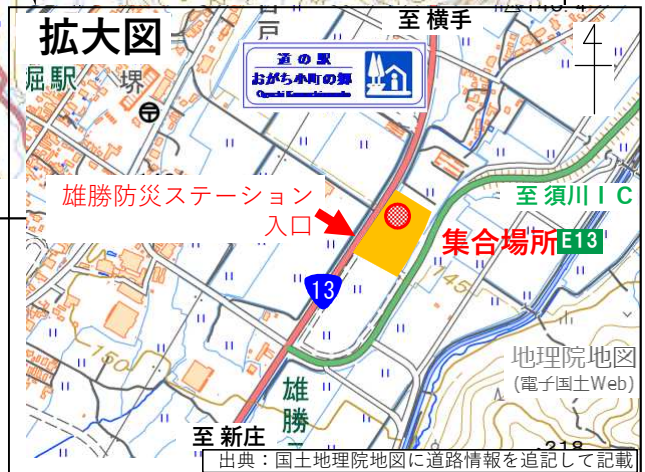 拡大図
至 横手
道の駅
おがち小町の郷
堀駅
堺
雄勝防災ステーション
入口
至 須川ＩＣ
集合場所
E13
13
145
150
地理院地図
(電子国土Web)
雄勝
至 新庄
218
出典：国土地理院地図に道路情報を追記して記載